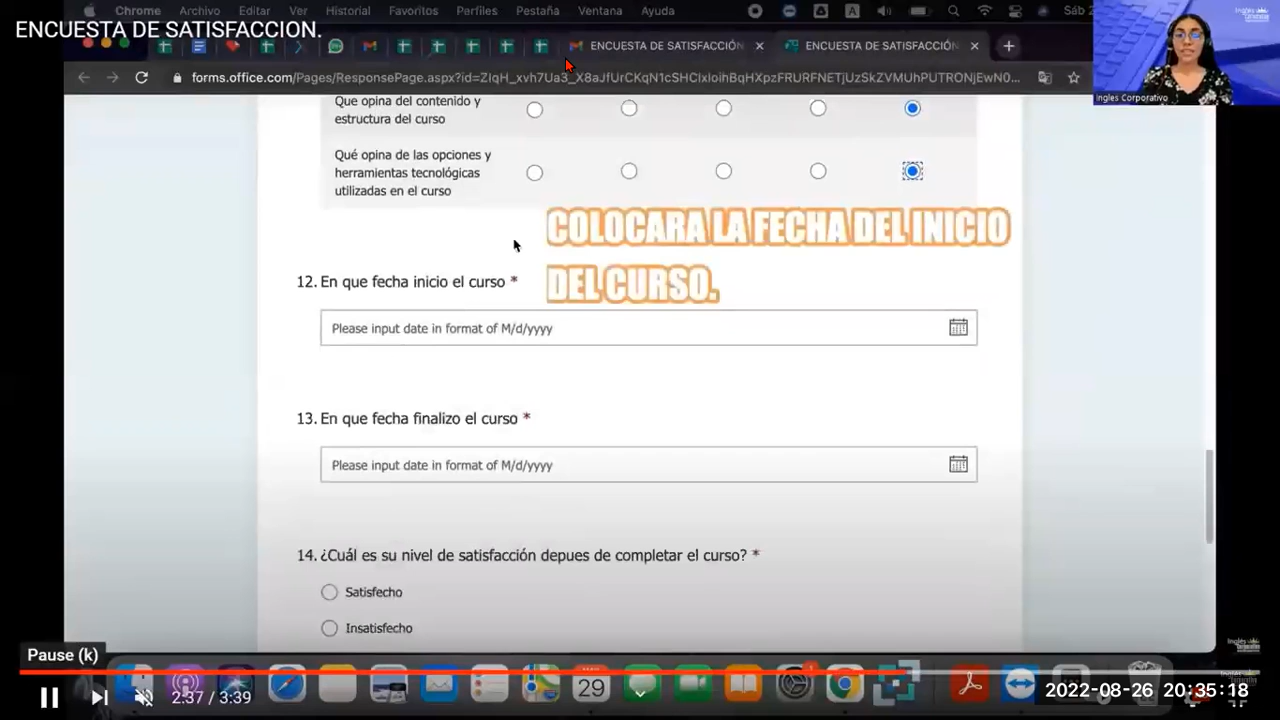 Chrome Archivo Editar Ver Historial Favoritos Perfiles Pestaña Ventana Ayuda
Sáb 2
ENCUESTA DE SATISFACCION.
ENCUESTA DE SATISFACCIÓN
ENCUESTA DE SATISFACCIÓN
Ingles Corporativo
Que opina del contenido y
estructura del curso
Qué opina de las opciones y
herramientas tecnológicas
utilizadas en el curso
COLOCARA LA FECHA DEL INICIO
DEL CURSO.
12. En que fecha inicio el curso *
Please input date in format of M/d/yyyy
13. En que fecha finalizo el curso *
Please input date in format of M/d/yyyy
14. ¿Cuál es su nivel de satisfacción depues de completar el curso? *
Satisfecho
Insatisfecho
Pause (k)
29
2:37 / 3:39
2022-08-26 20:35:18